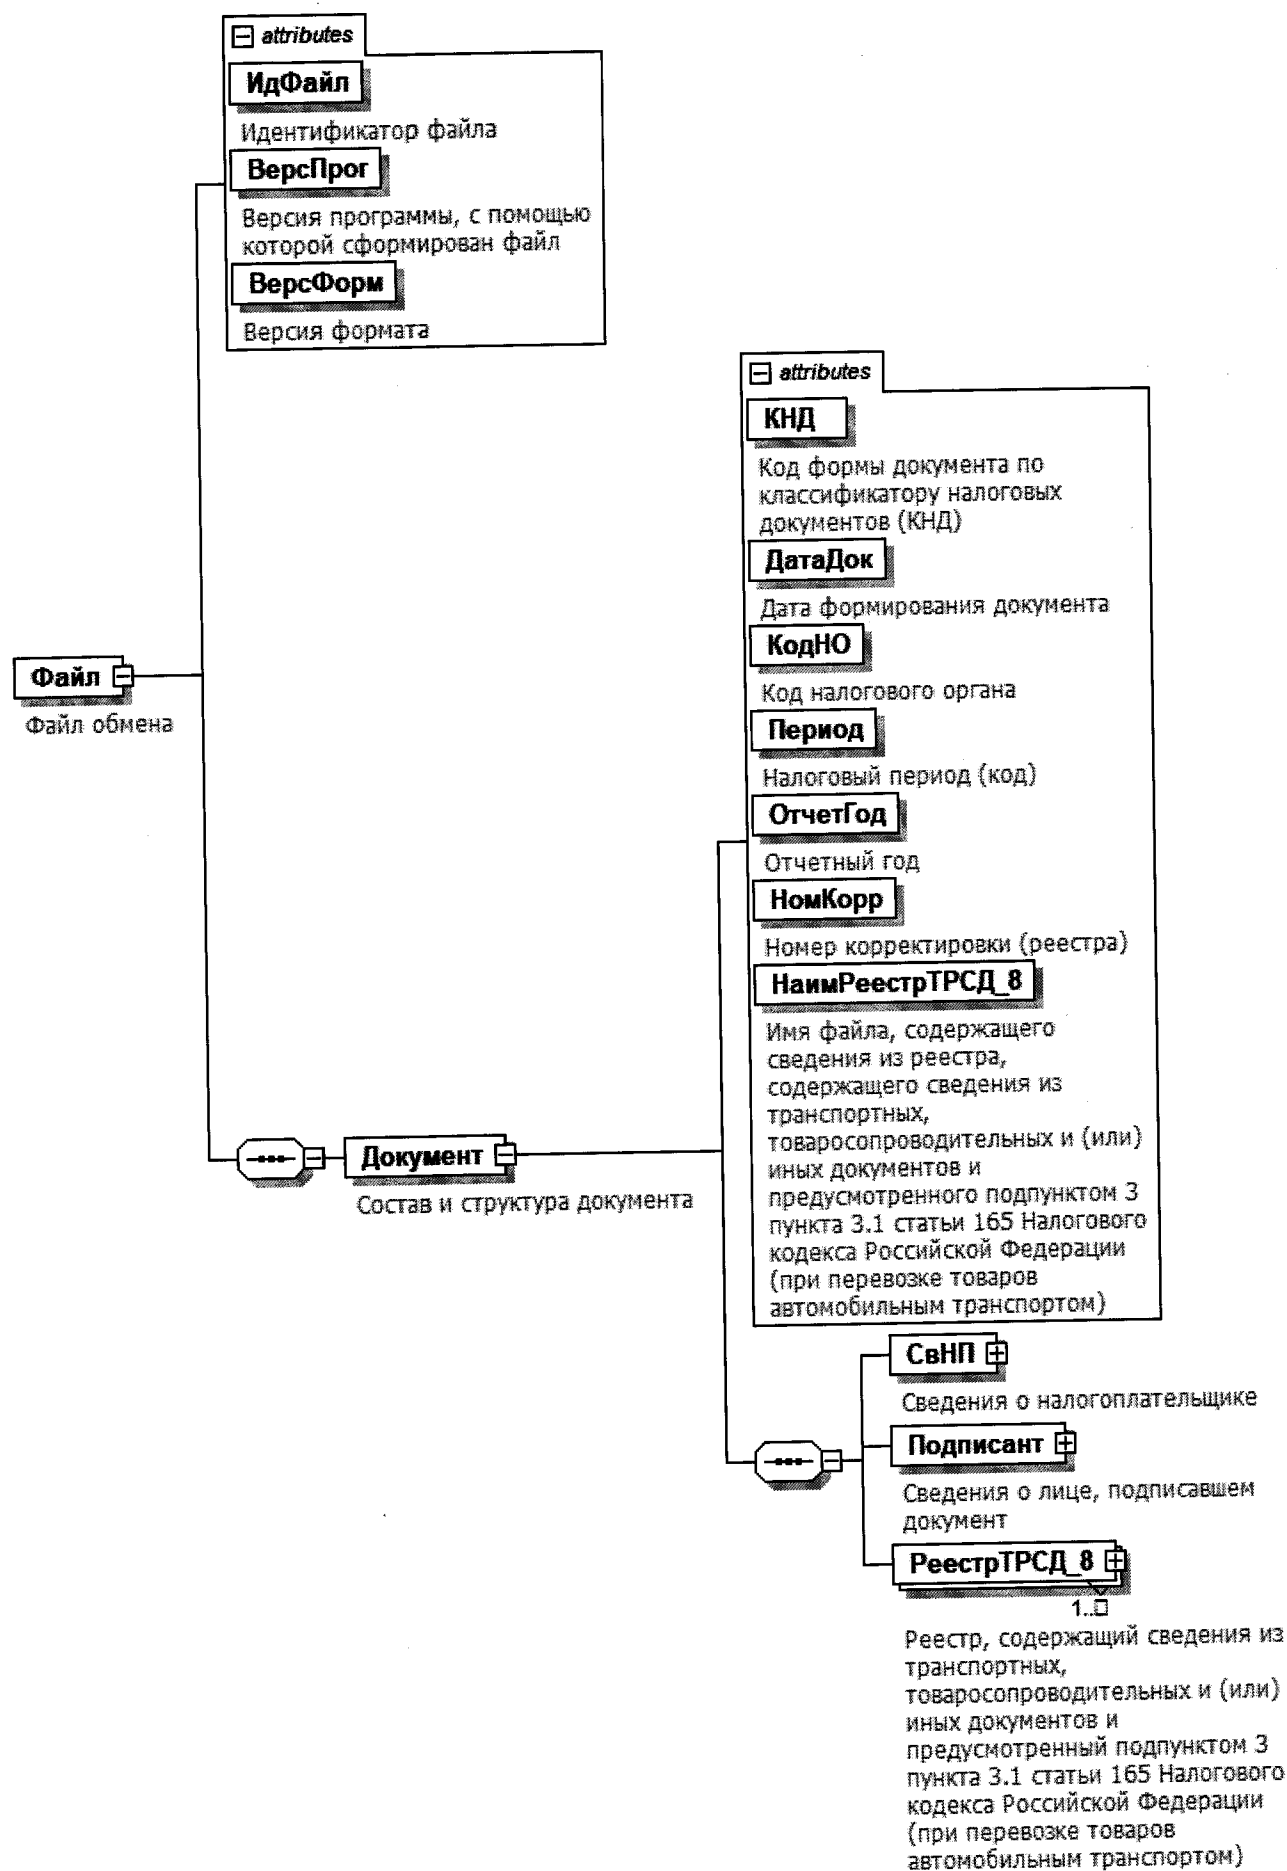 attributes
ИдФайл
Идентификатор файла
ВерсПрог
Версия программы, с помощью
которой сформирован файл
ВерсФорм
Версия формата
attributes
КНД
Код формы документа по
классификатору налоговых
документов (КНД)
ДатаДок
Дата формирования документа
КодНО
Код налогового органа
Период
Налоговый период (код)
ОтчетГод
Отчетный год
НомКорр
Номер корректировки (реестра)
НаимРеестрТРСД_8
Имя файла, содержащего
сведения из реестра,
содержащего сведения из
транспортных,
товаросопроводительных и (или)
иных документов и
предусмотренного подпунктом 3
пункта 3.1 статьи 165 Налогового
кодекса Российской Федерации
(при перевозке товаров
автомобильным транспортом)
Файл
Файл обмена
Документ
Состав и структура документа
СвНП
Сведения о налогоплательщике
Подписант
Сведения о лице, подписавшем
документ
РеестрТРСД_8
1..□
Реестр, содержащий сведения из
транспортных,
товаросопроводительных и (или)
иных документов и
предусмотренный подпунктом 3
пункта 3.1 статьи 165 Налогового
кодекса Российской Федерации
(при перевозке товаров
автомобильным транспортом)